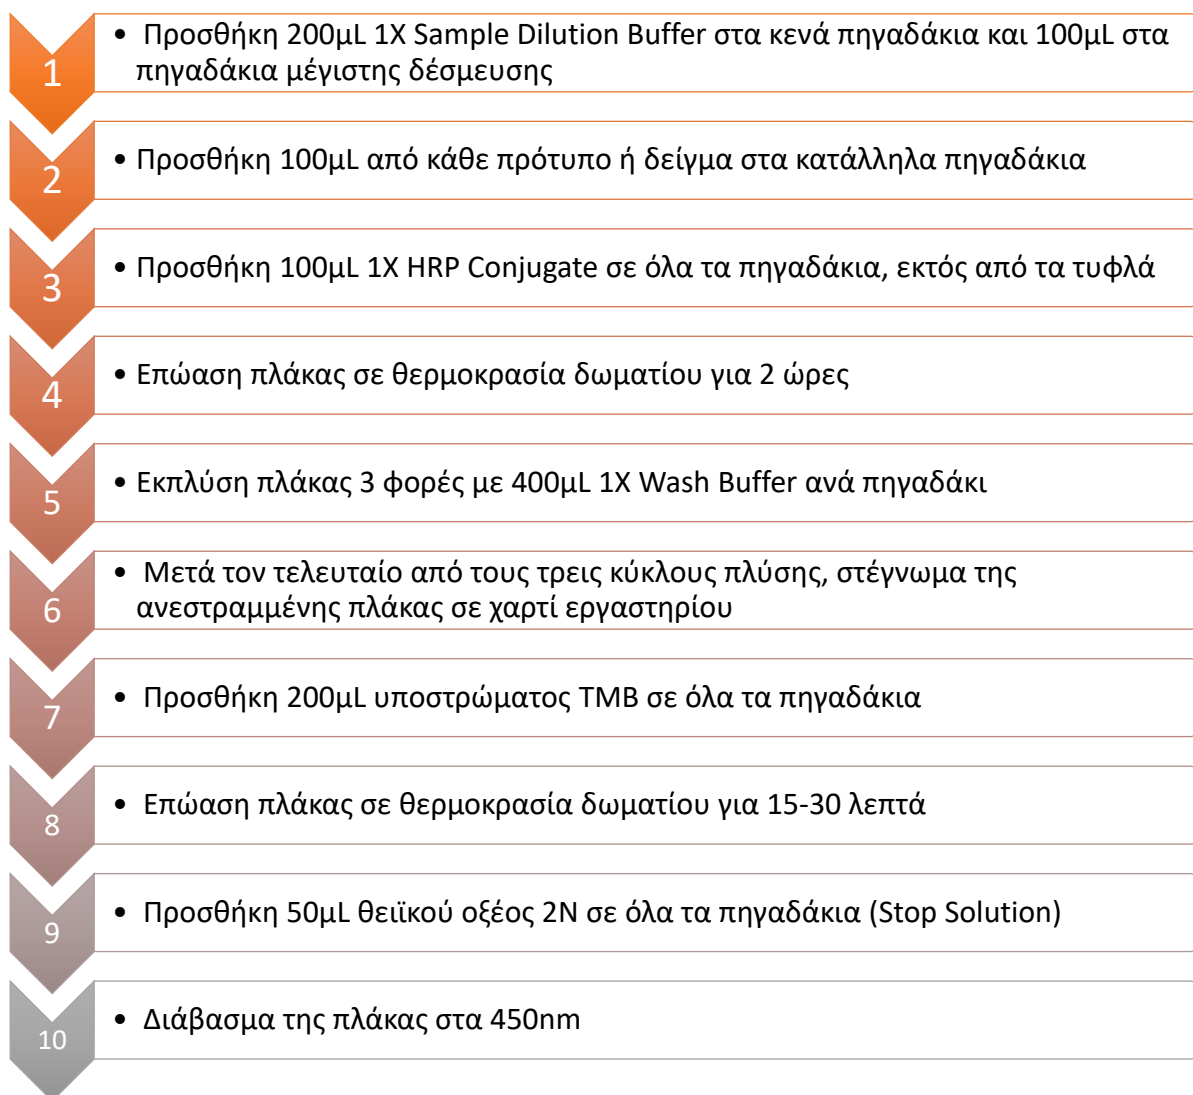 1
• Προσθήκη 200μL 1X Sample Dilution Buffer στα κενά πηγαδάκια και 100μL στα
πηγαδάκια μέγιστης δέσμευσης
2
• Προσθήκη 100μL από κάθε πρότυπο ή δείγμα στα κατάλληλα πηγαδάκια
3
• Προσθήκη 100μL 1X HRP Conjugate σε όλα τα πηγαδάκια, εκτός από τα τυφλά
4
• Επώαση πλάκας σε θερμοκρασία δωματίου για 2 ώρες
5
• Εκπλύση πλάκας 3 φορές με 400μL 1X Wash Buffer ανά πηγαδάκι
6
• Μετά τον τελευταίο από τους τρεις κύκλους πλύσης, στέγνωμα της
ανεστραμμένης πλάκας σε χαρτί εργαστηρίου
7
• Προσθήκη 200μL υποστρώματος TMB σε όλα τα πηγαδάκια
8
• Επώαση πλάκας σε θερμοκρασία δωματίου για 15-30 λεπτά
9
• Προσθήκη 50μL θειϊκού οξέος 2N σε όλα τα πηγαδάκια (Stop Solution)
10
• Διάβασμα της πλάκας στα 450nm